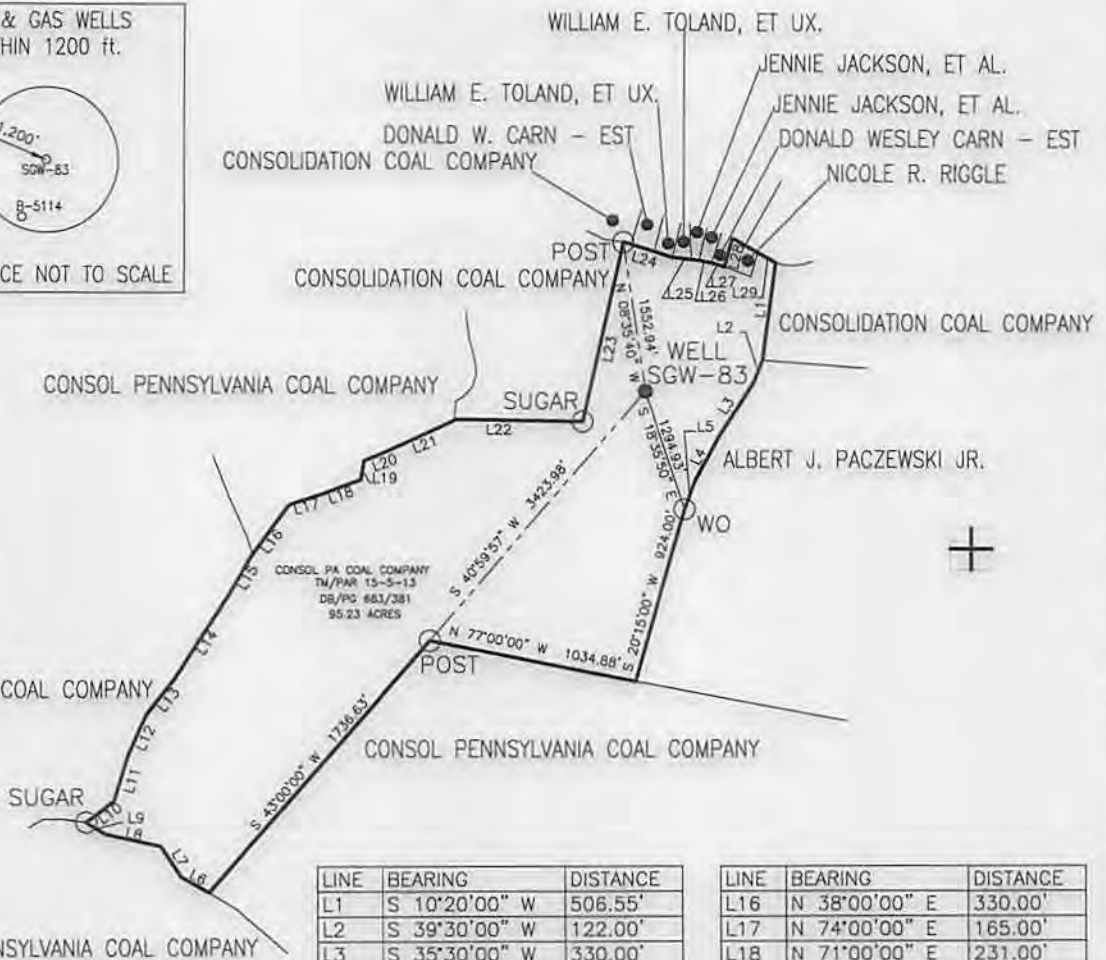 & GAS WELLS
HIN 1200 ft.
1,200'
SGW-83
B-5114
CE NOT TO SCALE
WILLIAM E. TOLAND, ET UX.
JENNIE JACKSON, ET AL.
WILLIAM E. TOLAND, ET UX.
JENNIE JACKSON, ET AL.
DONALD W. CARN - EST
DONALD WESLEY CARN - EST
CONSOLIDATION COAL COMPANY
NICOLE R. RIGGLE
POST
L24
L28
L27
L25
L26
L29
L1
CONSOLIDATION COAL COMPANY
N 08°35'40" W
1552.94'
L2
CONSOLIDATION COAL COMPANY
L23
WELL
SGW-83
CONSOL PENNSYLVANIA COAL COMPANY
SUGAR
L3
L22
L21
L5
S 18°35'50" E
1294.93'
L4
ALBERT J. PACZEWSKI JR.
L20
L19
L18
L17
S 40°59'57" W 3423.98'
WO
L16
L15
CONSOL PA COAL COMPANY
TM/PAR 15-5-13
DB/PG 683/381
95.23 ACRES
S 20°15'00" W 924.00'
L14
N 77°00'00" W 1034.88'
POST
COAL COMPANY
L13
L12
CONSOL PENNSYLVANIA COAL COMPANY
S 43°00'00" W 1736.63'
L11
SUGAR
L10
L9
L8
L7
L6
NSYLVANIA COAL COMPANY
LINE BEARING DISTANCE
L1 S 10°20'00" W 506.55'
L2 S 39°30'00" W 122.00'
L3 S 35°30'00" W 330.00'
LINE BEARING DISTANCE
L16 N 38°00'00" E 330.00'
L17 N 74°00'00" E 165.00'
L18 N 71°00'00" E 231.00'